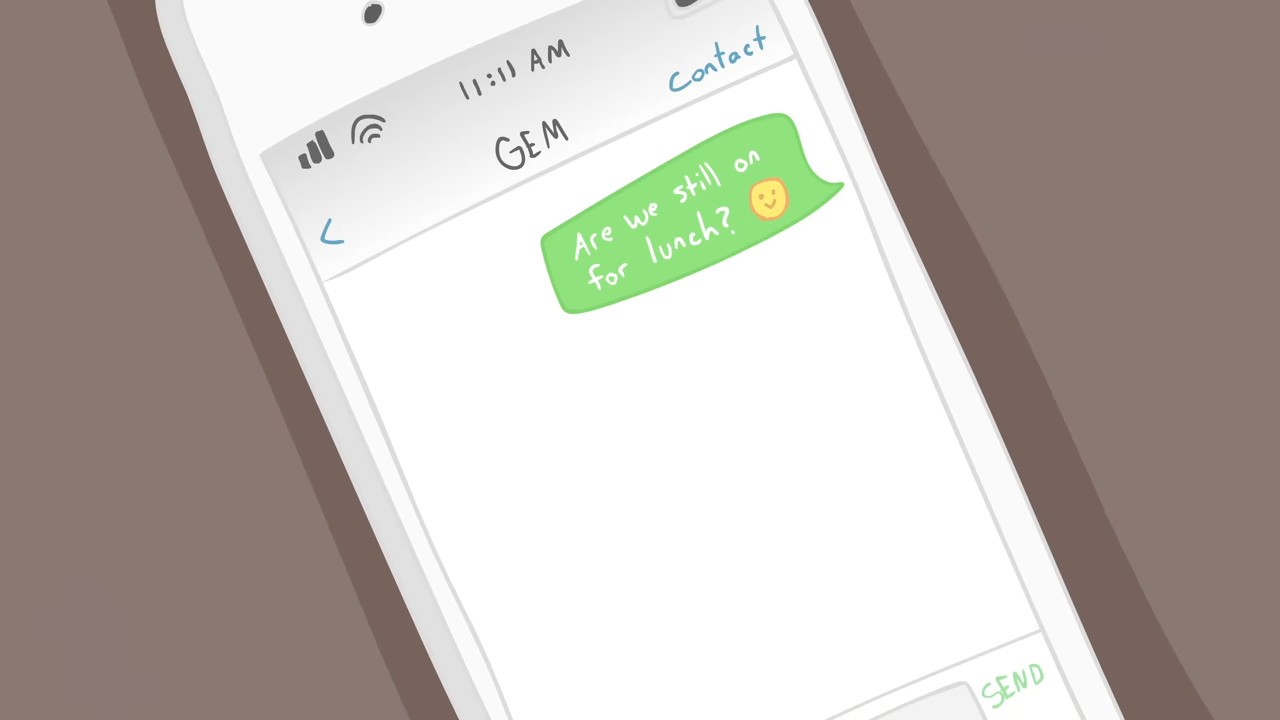 11:11 AM
Contact
GEM
<
Are we still on
for lunch? 🙂
SEND